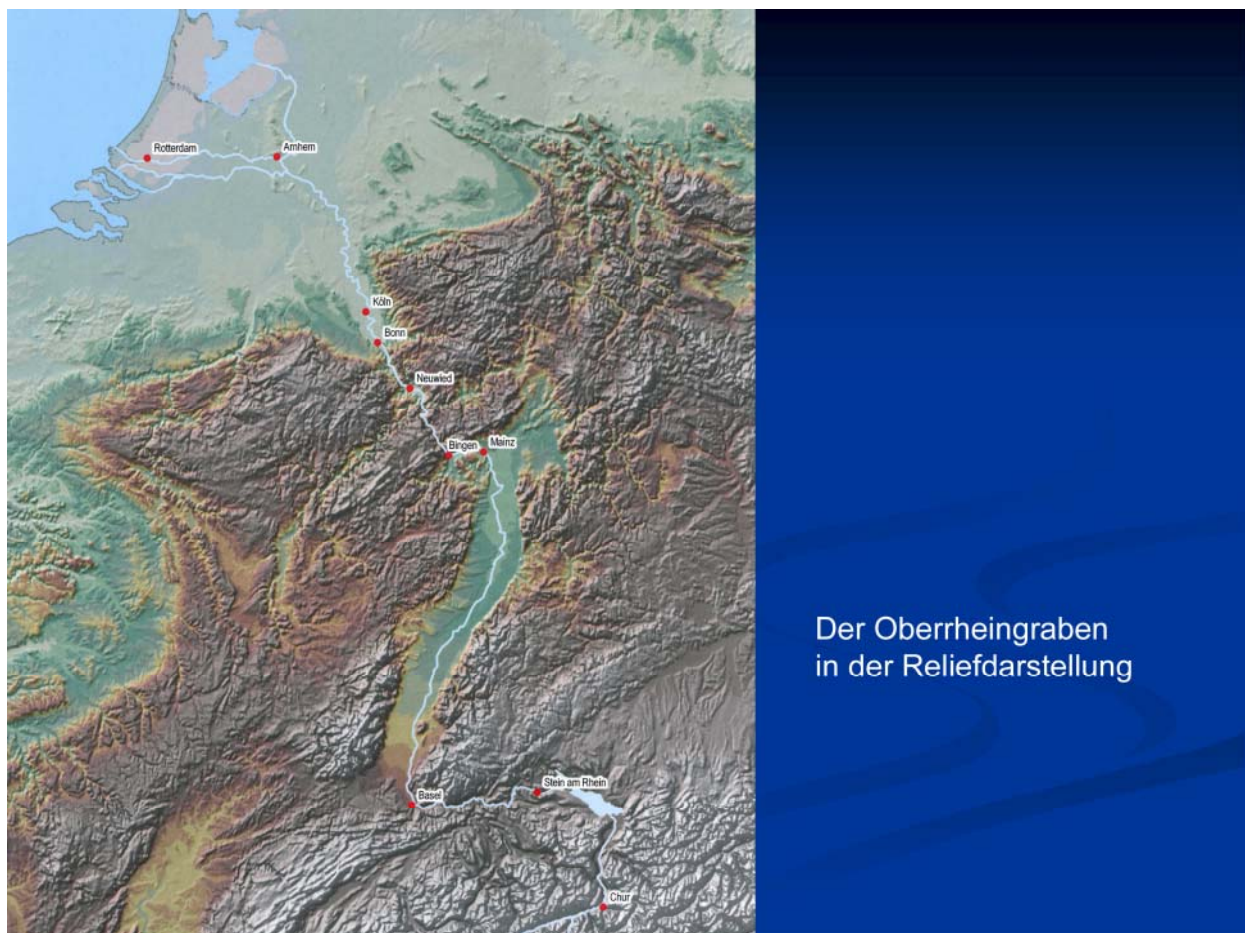 Rotterdam
Arnhem
Köln
Bonn
Neuwied
Bingen
Mainz
Der Oberrheingraben
in der Reliefdarstellung
Stein am Rhein
Basel
Chur